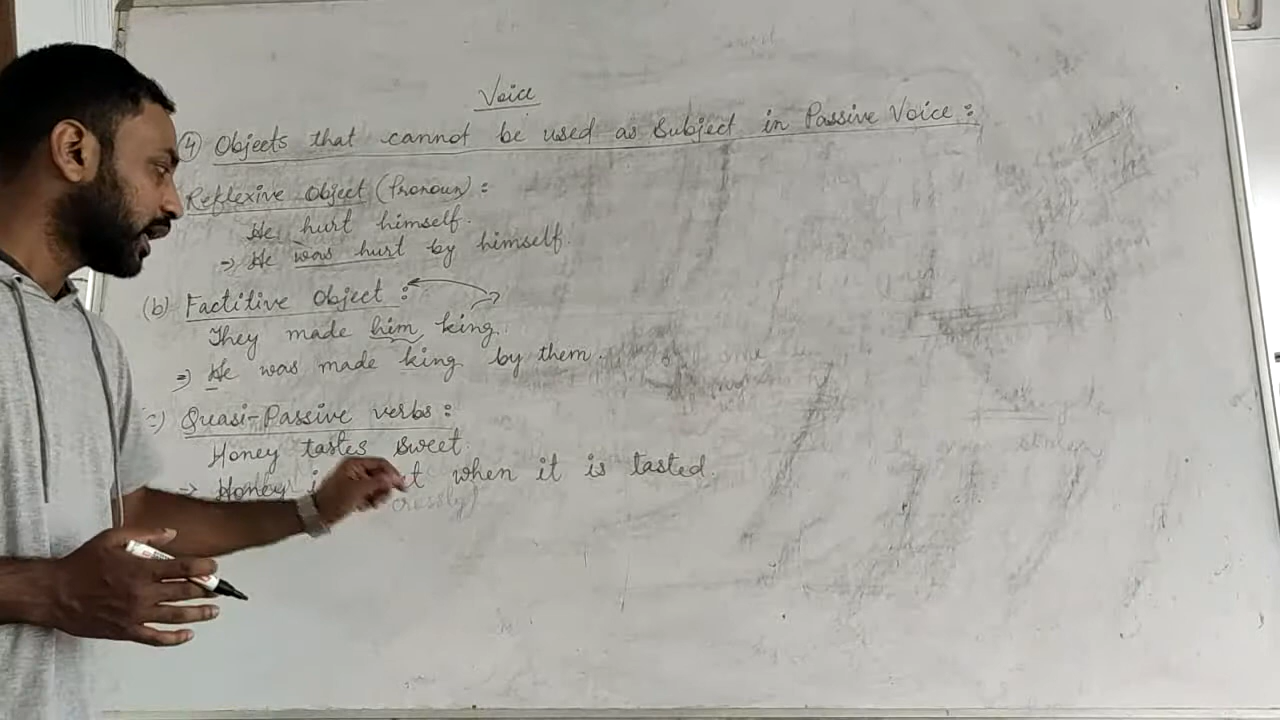 Voice
(4) Objects that cannot be used as Subject in Passive Voice :
Reflexive Object (Pronoun) :
He hurt himself.
⇒ He was hurt by himself.
(b) Factitive Object :
They made him king.
⇒ He was made king by them.
c) Quasi-Passive verbs :
Honey tastes sweet.
→ Honey when it is tasted.